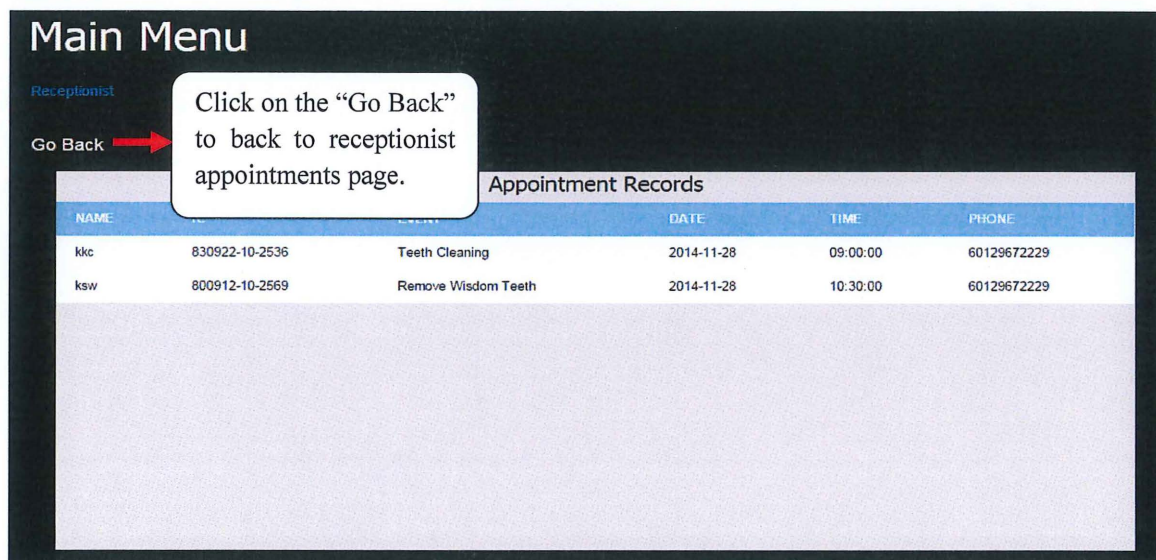 Main Menu
Receptionist
Click on the “Go Back”
to back to receptionist
appointments page.
Go Back
Appointment Records
NAME DATE TIME PHONE
kkc 830922-10-2536 Teeth Cleaning 2014-11-28 09:00:00 60129672229
ksw 800912-10-2569 Remove Wisdom Teeth 2014-11-28 10:30:00 60129672229